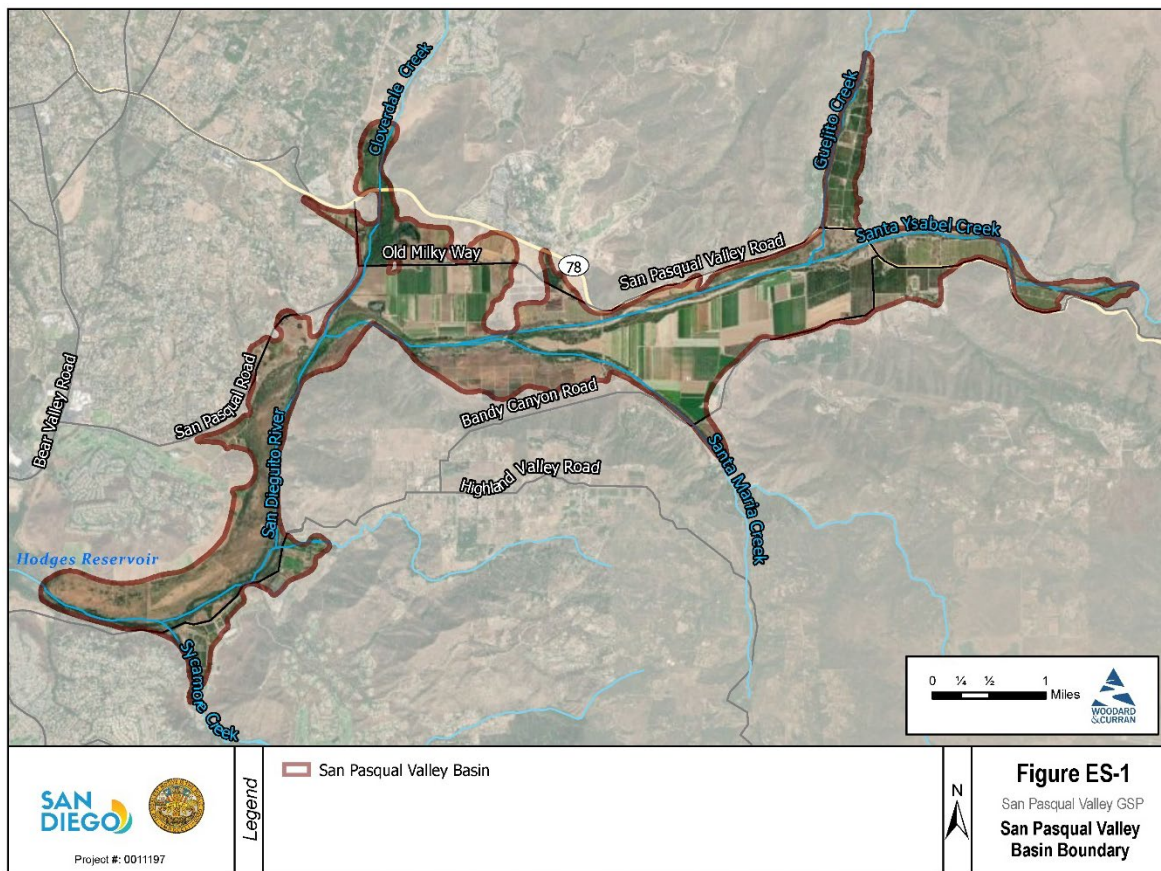 Cloverdale Creek
Guejito Creek
Santa Ysabel Creek
Old Milky Way
San Pasqual Valley Road
78
San Pasqual Road
Bear Valley Road
Bandy Canyon Road
Santa Maria Creek
Highland Valley Road
San Dieguito River
Hodges Reservoir
Sycamore Creek
0 ¼ ½ 1
Miles
WOODARD
&CURRAN
SAN
DIEGO
Project #: 0011197
Legend
San Pasqual Valley Basin
N
Figure ES-1
San Pasqual Valley GSP
San Pasqual Valley
Basin Boundary